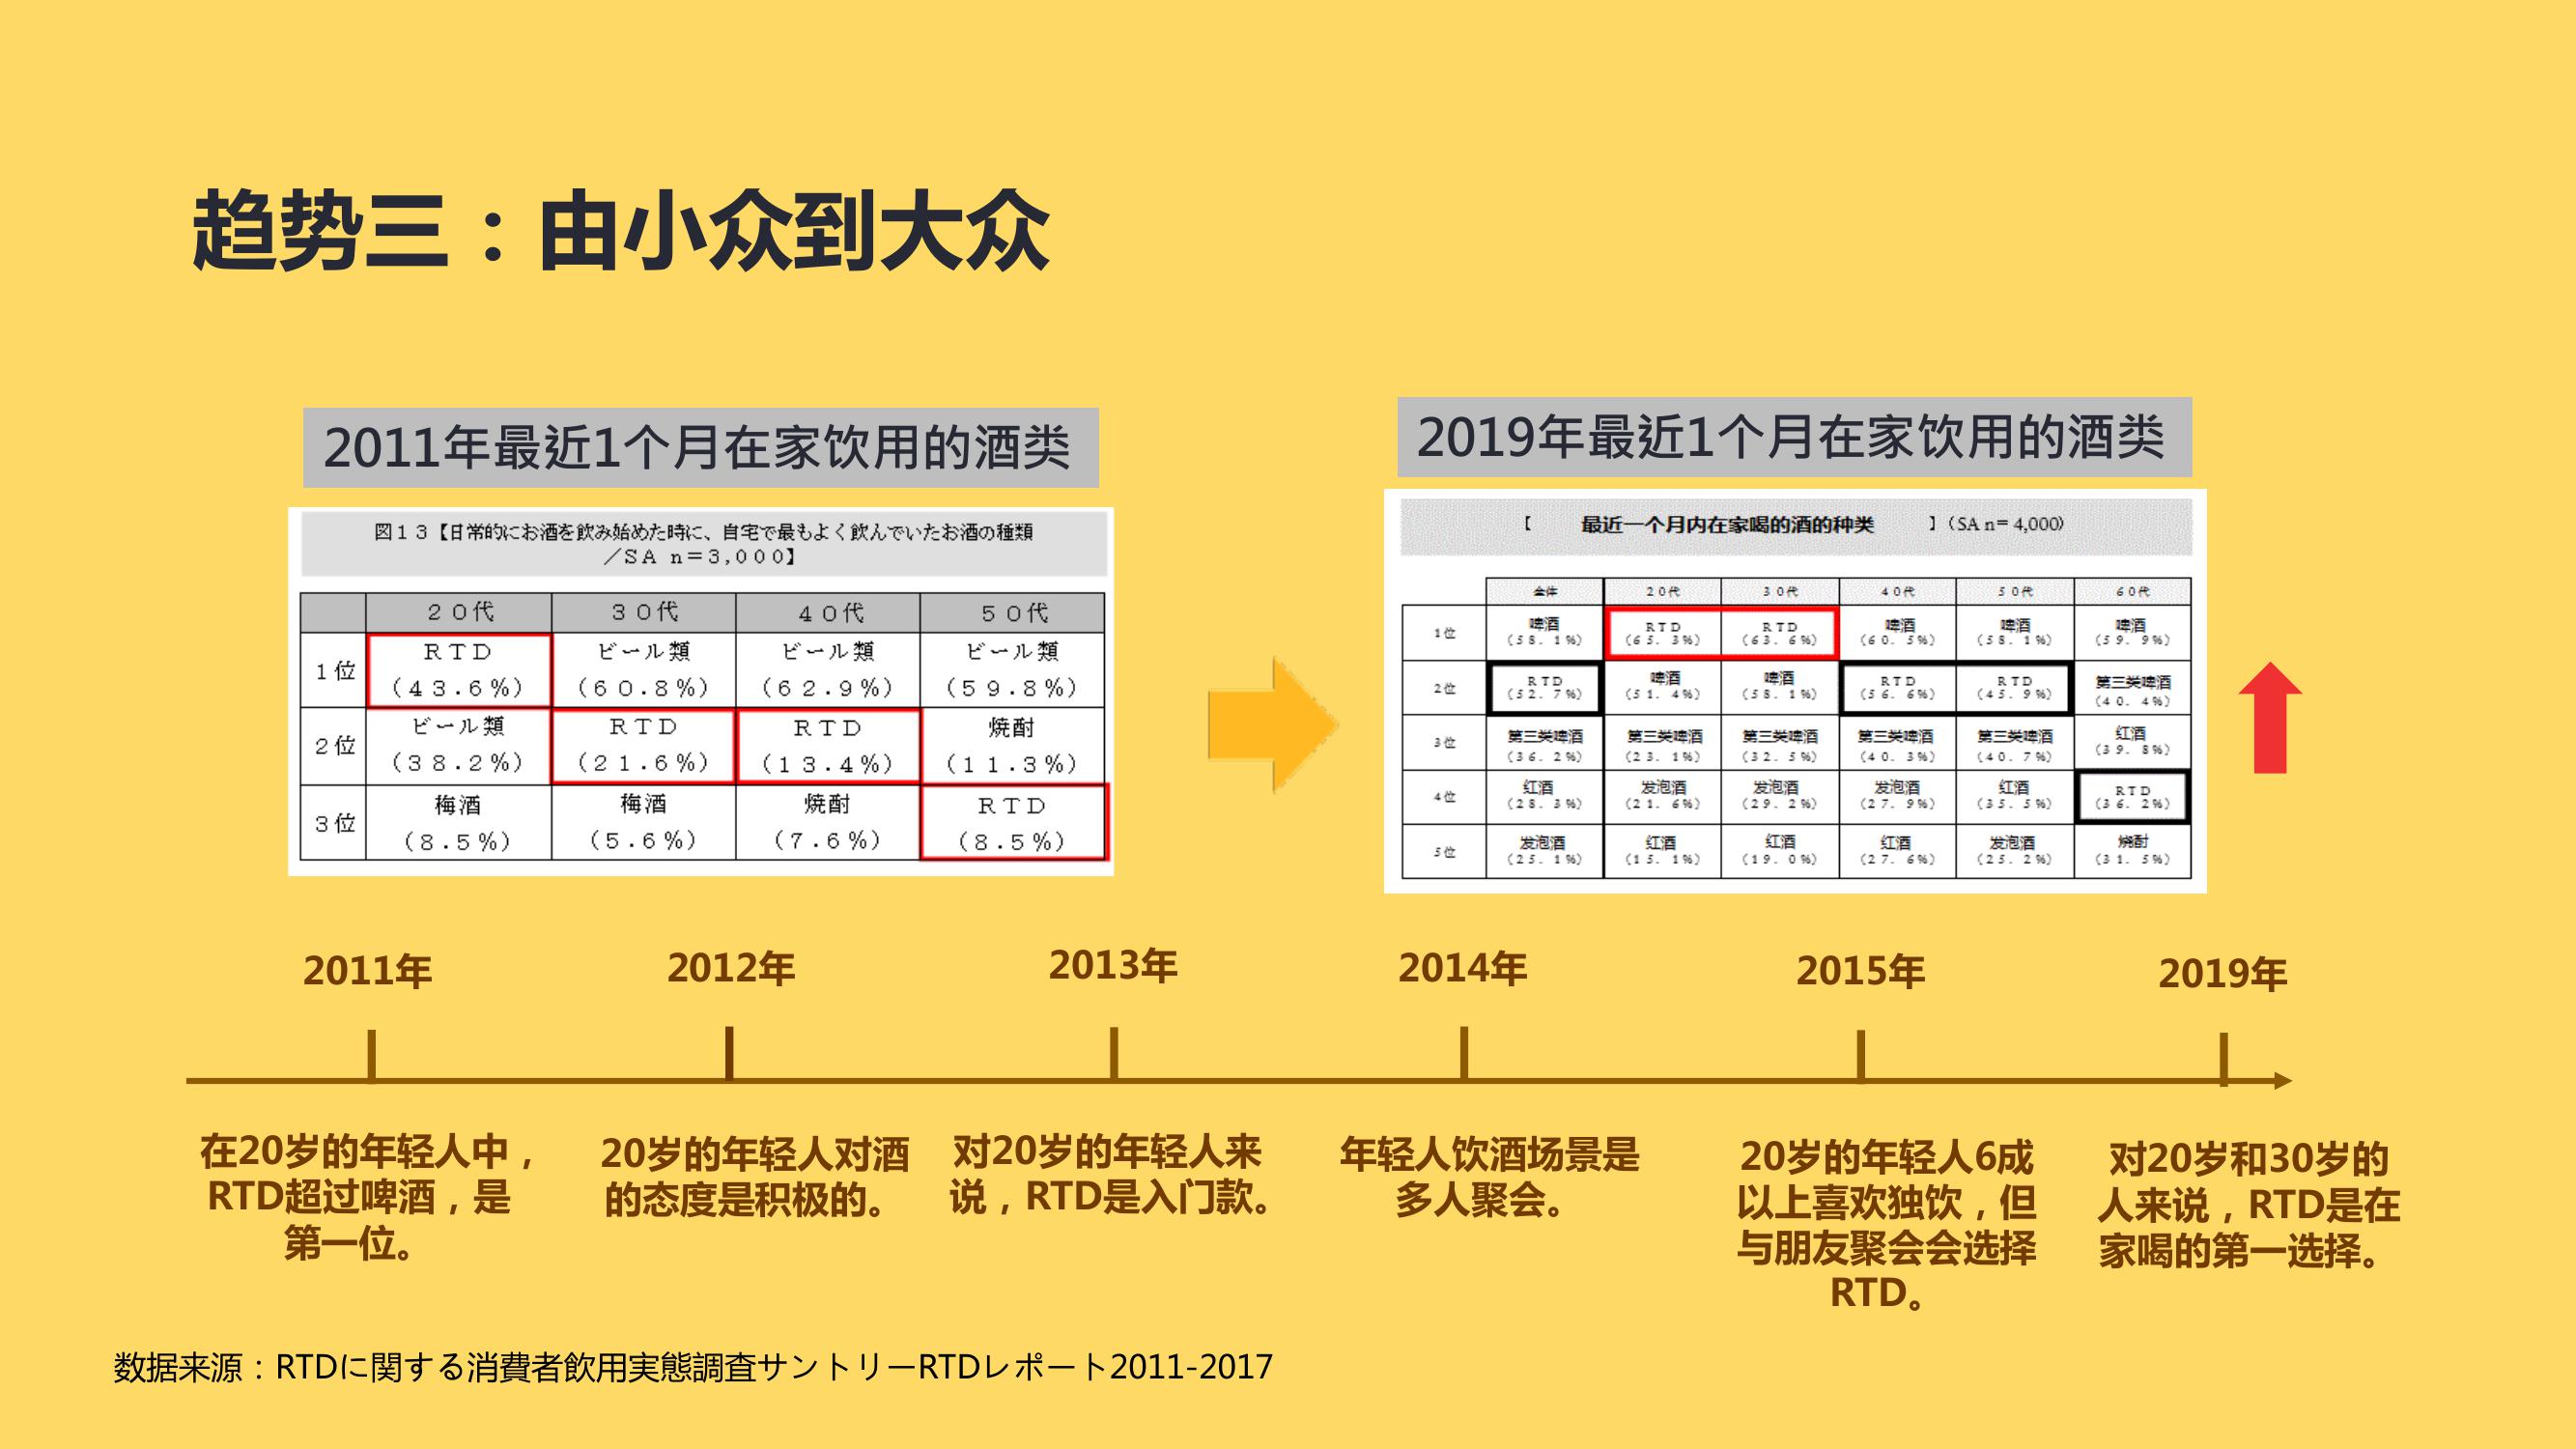 趋势三：由小众到大众
2011年最近1个月在家饮用的酒类
図13【日常的にお酒を飲み始めた時に、自宅で最もよく飲んでいたお酒の種類
／SA n＝3,000】
20代 30代 40代 50代
1位 RTD (43.6%) ビール類 (60.8%) ビール類 (62.9%) ビール類 (59.8%)
2位 ビール類 (38.2%) RTD (21.6%) RTD (13.4%) 焼酎 (11.3%)
3位 梅酒 (8.5%) 梅酒 (5.6%) 焼酎 (7.6%) RTD (8.5%)
2019年最近1个月在家饮用的酒类
【 最近一个月内在家喝的酒的种类 】（SA n= 4,000）
全体 20代 30代 40代 50代 60代
1位 啤酒 (58. 1%) RTD (65. 3%) RTD (63. 6%) 啤酒 (60. 5%) 啤酒 (58. 1%) 啤酒 (59. 9%)
2位 RTD (52. 7%) 啤酒 (51. 4%) 啤酒 (58. 1%) RTD (56. 6%) RTD (45. 9%) 第三类啤酒 (40. 4%)
3位 第三类啤酒 (36. 2%) 第三类啤酒 (23. 1%) 第三类啤酒 (32. 5%) 第三类啤酒 (40. 3%) 第三类啤酒 (40. 7%) 红酒 (39. 8%)
4位 红酒 (28. 3%) 发泡酒 (21. 6%) 发泡酒 (29. 2%) 发泡酒 (27. 9%) 红酒 (35. 5%) RTD (36. 2%)
5位 发泡酒 (25. 1%) 红酒 (15. 1%) 红酒 (19. 0%) 红酒 (27. 6%) 发泡酒 (25. 2%) 烧酎 (31. 5%)
2011年
在20岁的年轻人中，
RTD超过啤酒，是
第一位。
2012年
20岁的年轻人对酒
的态度是积极的。
2013年
对20岁的年轻人来
说，RTD是入门款。
2014年
年轻人饮酒场景是
多人聚会。
2015年
20岁的年轻人6成
以上喜欢独饮，但
与朋友聚会会选择
RTD。
2019年
对20岁和30岁的
人来说，RTD是在
家喝的第一选择。
数据来源：RTDに関する消費者飲用実態調査サントリーRTDレポート2011-2017